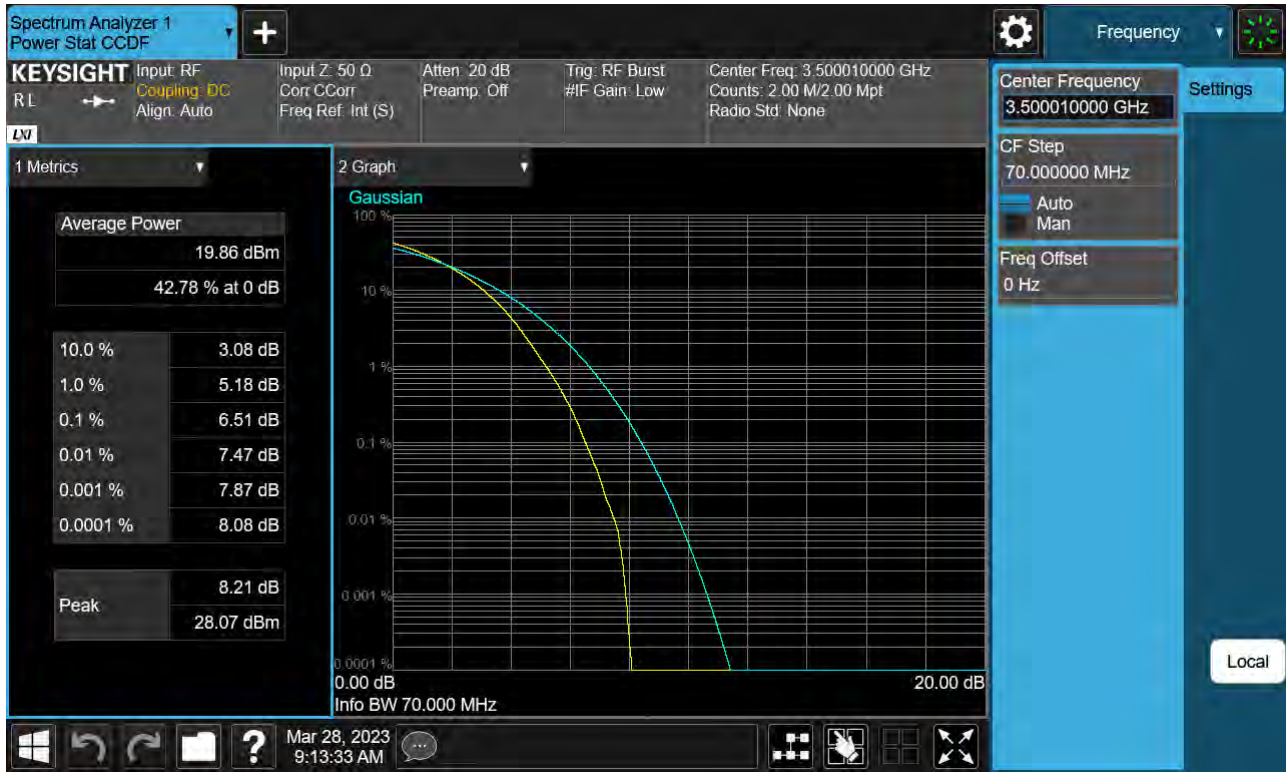 Spectrum Analyzer 1
Power Stat CCDF
+
Frequency
KEYSIGHT
RL
LXI
Input: RF
Coupling: DC
Align: Auto
Input Z: 50 Ω
Corr CCorr
Freq Ref: Int (S)
Atten: 20 dB
Preamp: Off
Trig: RF Burst
#IF Gain: Low
Center Freq: 3.500010000 GHz
Counts: 2.00 M/2.00 Mpt
Radio Std: None
Center Frequency
3.500010000 GHz
Settings
CF Step
70.000000 MHz
Auto
Man
Freq Offset
0 Hz
1 Metrics
Average Power
19.86 dBm
42.78 % at 0 dB
10.0 % 3.08 dB
1.0 % 5.18 dB
0.1 % 6.51 dB
0.01 % 7.47 dB
0.001 % 7.87 dB
0.0001 % 8.08 dB
Peak 8.21 dB
28.07 dBm
2 Graph
Gaussian
100 %
10 %
1 %
0.1 %
0.01 %
0.001 %
0.0001 %
0.00 dB 20.00 dB
Info BW 70.000 MHz
Local
?
Mar 28, 2023
9:13:33 AM